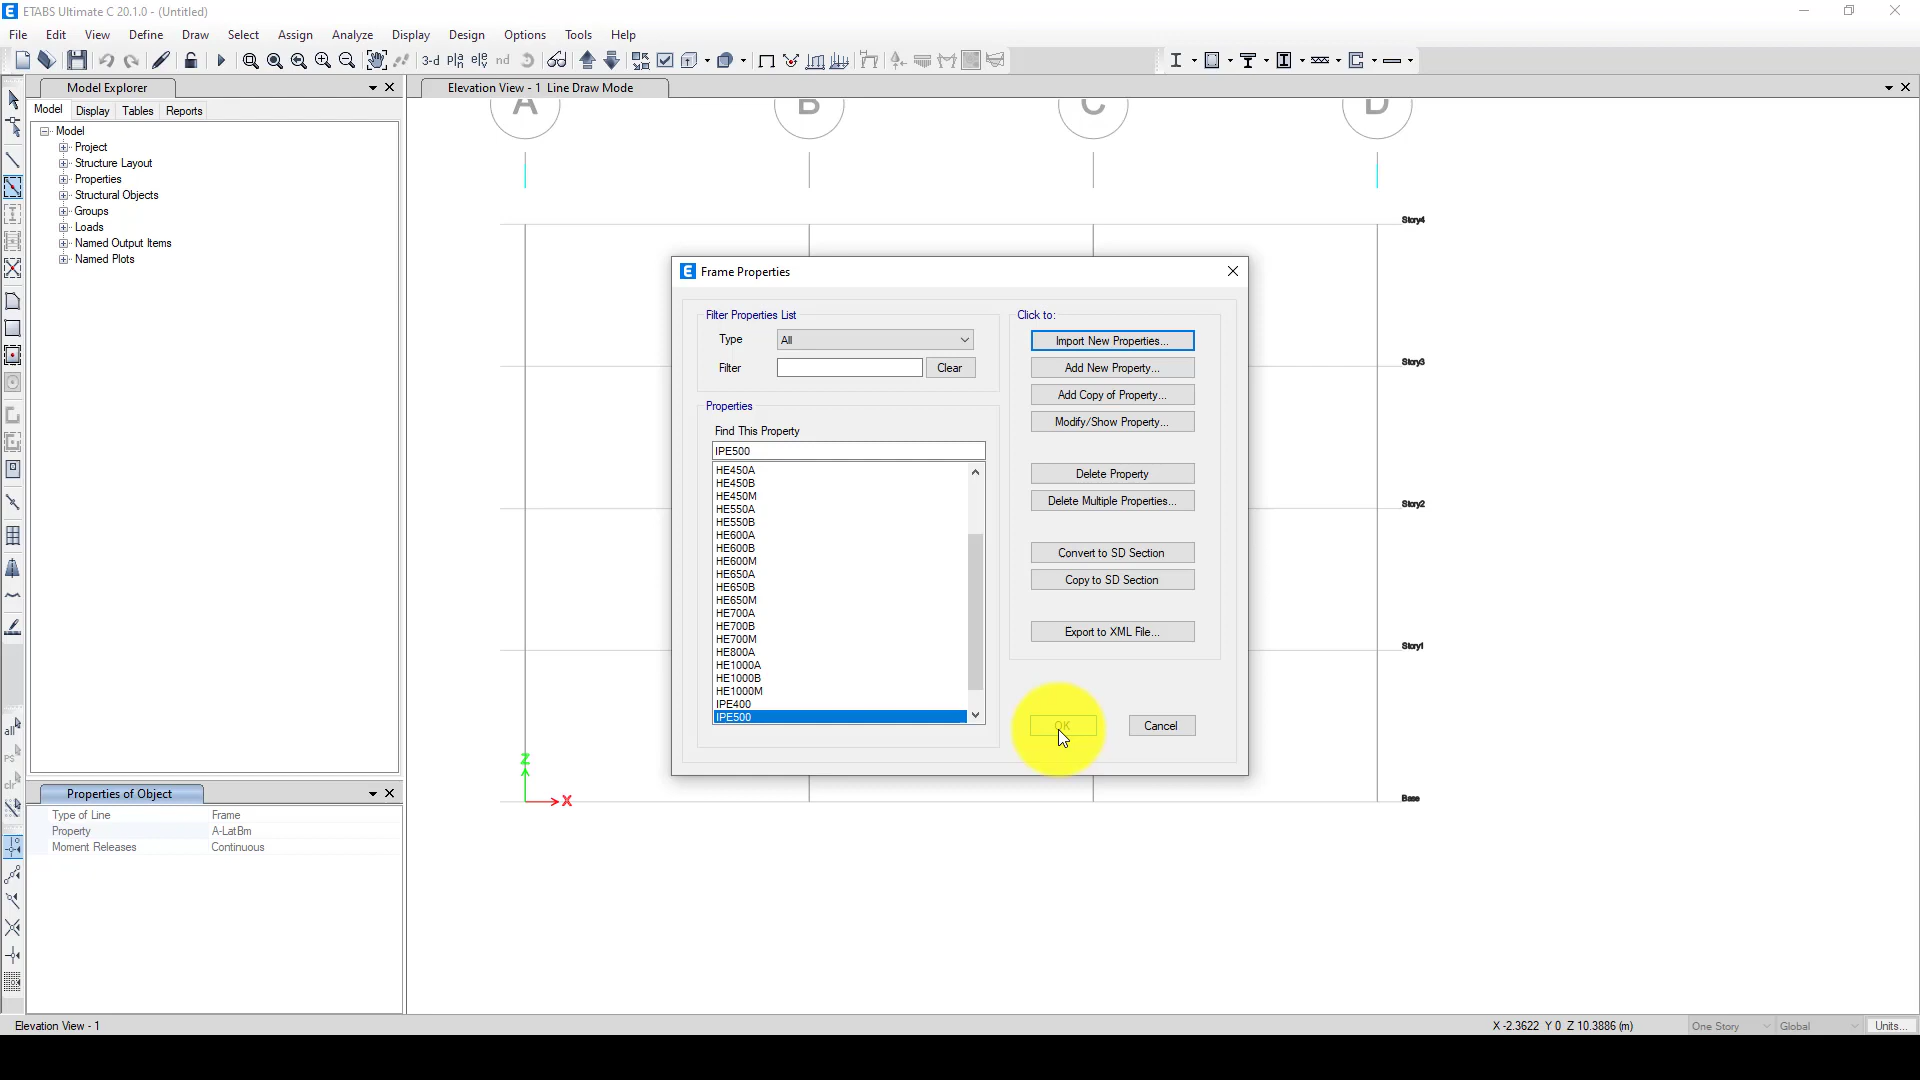 ETABS Ultimate C 20.1.0 - (Untitled)
File Edit View Define Draw Select Assign Analyze Display Design Options Tools Help
3-d
nd
Model Explorer
Elevation View - 1 Line Draw Mode
Model Display Tables Reports
A B C D
Model
Project
Structure Layout
Properties
Structural Objects
Groups
Loads
Named Output Items
Named Plots
Story4
Story3
Story2
Story1
Base
Z
X
Frame Properties
Filter Properties List
Type All
Filter Clear
Properties
Find This Property
IPE500
HE450A
HE450B
HE450M
HE550A
HE550B
HE600A
HE600B
HE600M
HE650A
HE650B
HE650M
HE700A
HE700B
HE700M
HE800A
HE1000A
HE1000B
HE1000M
IPE400
IPE500
Click to:
Import New Properties...
Add New Property...
Add Copy of Property...
Modify/Show Property...
Delete Property
Delete Multiple Properties...
Convert to SD Section
Copy to SD Section
Export to XML File...
OK Cancel
all
ps
clr
Properties of Object
Type of Line Frame
Property A-LatBm
Moment Releases Continuous
Elevation View - 1
X -2.3622 Y 0 Z 10.3886 (m)
One Story
Global
Units...